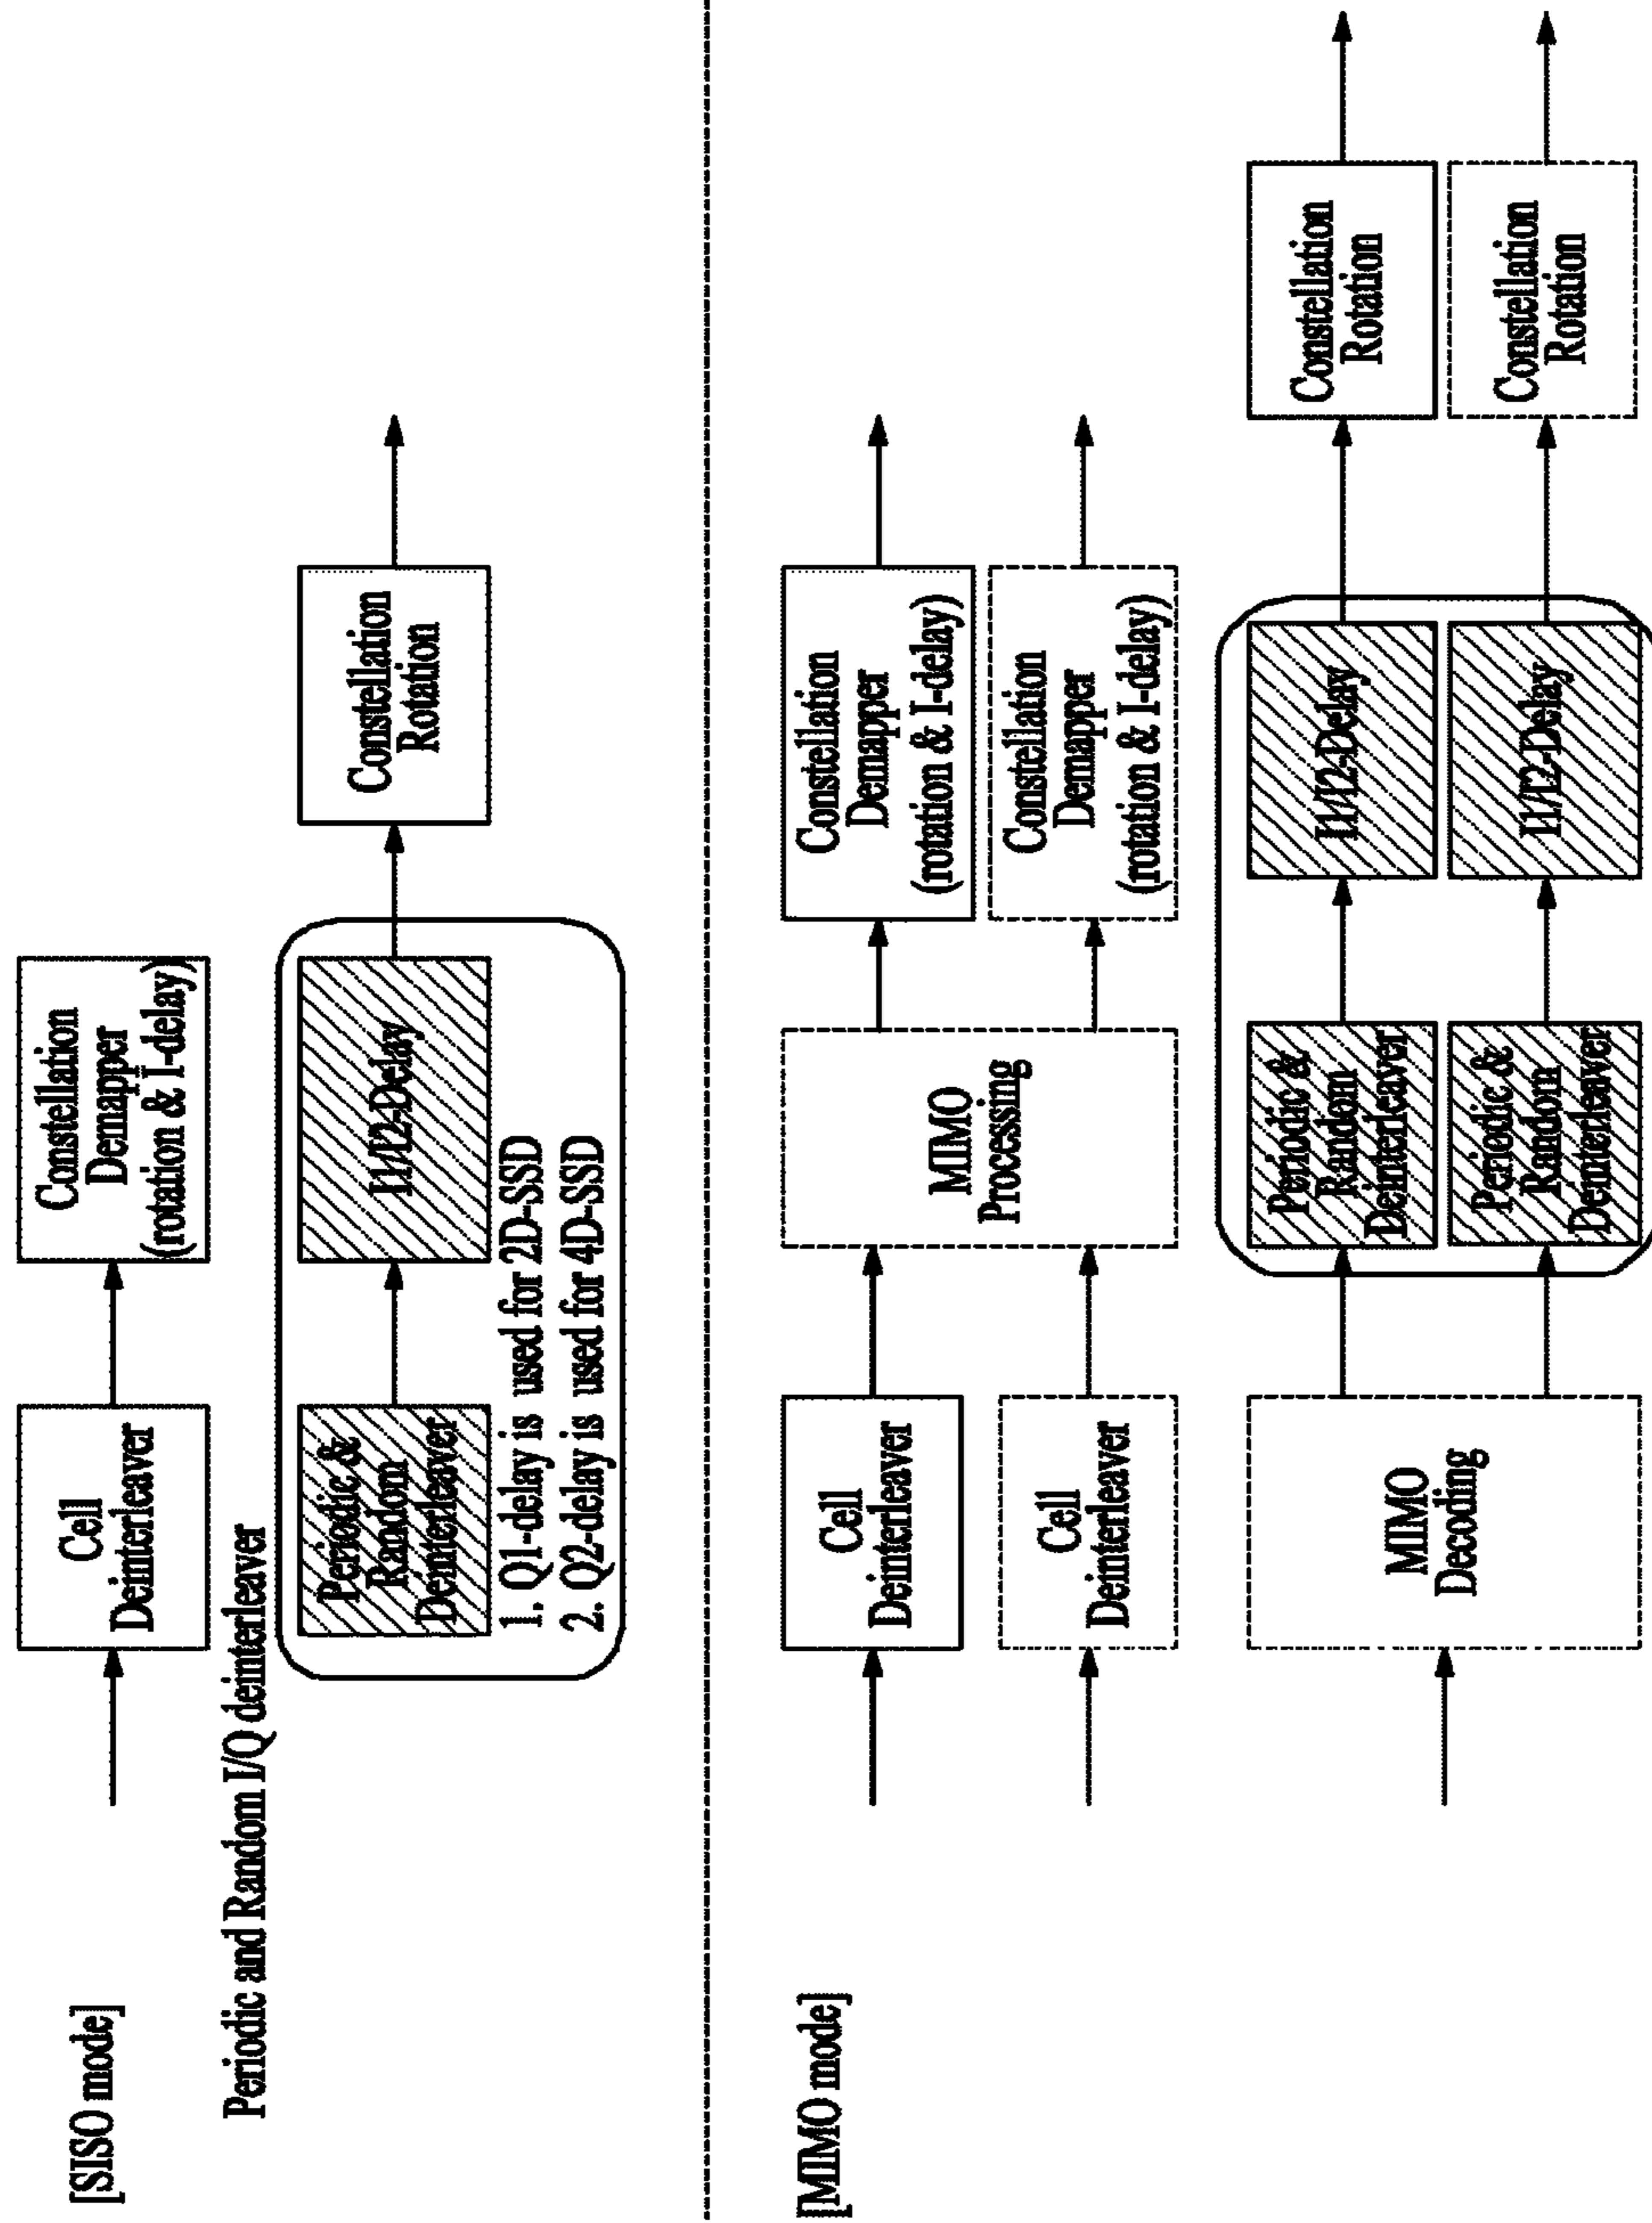 [SISO mode]
Cell
Deinterleaver
Constellation
Demapper
(rotation & I-delay)
Periodic and Random I/Q deinterleaver
Periodic &
Random
Deinterleaver
I1/I2-Delay
Constellation
Rotation
1. Q1-delay is used for 2D-SSD
2. Q2-delay is used for 4D-SSD
[MIMO mode]
Cell
Deinterleaver
Cell
Deinterleaver
MIMO
Processing
Constellation
Demapper
(rotation & I-delay)
Constellation
Demapper
(rotation & I-delay)
MIMO
Decoding
Periodic &
Random
Deinterleaver
I1/I2-Delay
Constellation
Rotation
Periodic &
Random
Deinterleaver
I1/I2-Delay
Constellation
Rotation